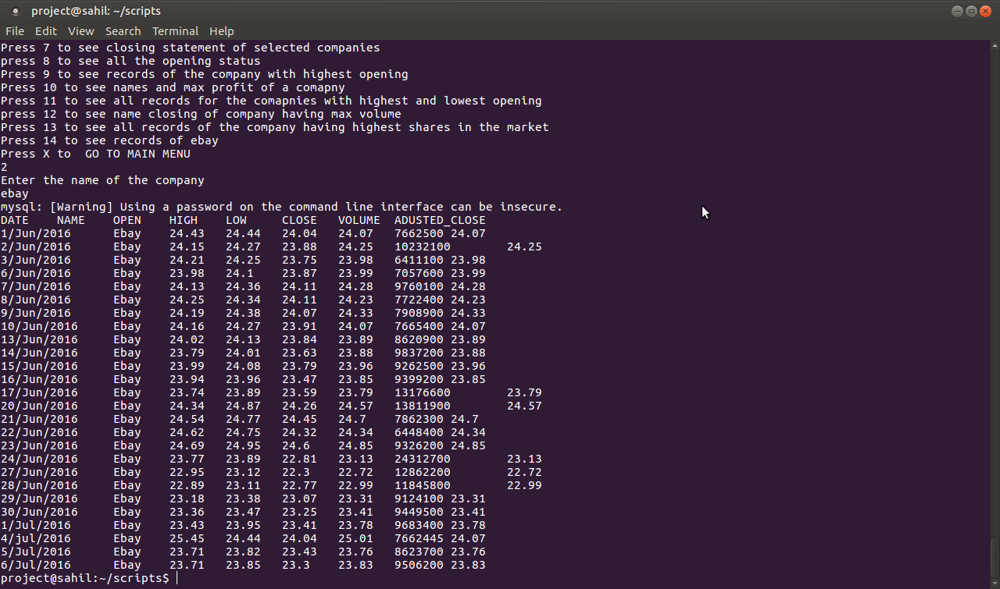 project@sahil: ~/scripts
File Edit View Search Terminal Help
Press 7 to see closing statement of selected companies
press 8 to see all the opening status
Press 9 to see records of the company with highest opening
Press 10 to see names and max profit of a comapny
Press 11 to see all records for the comapnies with highest and lowest opening
press 12 to see name closing of company having max volume
Press 13 to see all records of the company having highest shares in the market
Press 14 to see records of ebay
Press X to  GO TO MAIN MENU
2
Enter the name of the company
ebay
mysql: [Warning] Using a password on the command line interface can be insecure.
DATE    NAME    OPEN    HIGH    LOW     CLOSE   VOLUME  ADUSTED_CLOSE
1/Jun/2016      Ebay    24.43   24.44   24.04   24.07   7662500 24.07
2/Jun/2016      Ebay    24.15   24.27   23.88   24.25   10232100        24.25
3/Jun/2016      Ebay    24.21   24.25   23.75   23.98   6411100 23.98
6/Jun/2016      Ebay    23.98   24.1    23.87   23.99   7057600 23.99
7/Jun/2016      Ebay    24.13   24.36   24.11   24.28   9760100 24.28
8/Jun/2016      Ebay    24.25   24.34   24.11   24.23   7722400 24.23
9/Jun/2016      Ebay    24.19   24.38   24.07   24.33   7908900 24.33
10/Jun/2016     Ebay    24.16   24.27   23.91   24.07   7665400 24.07
13/Jun/2016     Ebay    24.02   24.13   23.84   23.89   8620900 23.89
14/Jun/2016     Ebay    23.79   24.01   23.63   23.88   9837200 23.88
15/Jun/2016     Ebay    23.99   24.08   23.79   23.96   9262500 23.96
16/Jun/2016     Ebay    23.94   23.96   23.47   23.85   9399200 23.85
17/Jun/2016     Ebay    23.74   23.89   23.59   23.79   13176600        23.79
20/Jun/2016     Ebay    24.34   24.87   24.26   24.57   13811900        24.57
21/Jun/2016     Ebay    24.54   24.77   24.45   24.7    7862300 24.7
22/Jun/2016     Ebay    24.62   24.75   24.32   24.34   6448400 24.34
23/Jun/2016     Ebay    24.69   24.95   24.6    24.85   9326200 24.85
24/Jun/2016     Ebay    23.77   23.89   22.81   23.13   24312700        23.13
27/Jun/2016     Ebay    22.95   23.12   22.3    22.72   12862200        22.72
28/Jun/2016     Ebay    22.89   23.11   22.77   22.99   11845800        22.99
29/Jun/2016     Ebay    23.18   23.38   23.07   23.31   9124100 23.31
30/Jun/2016     Ebay    23.36   23.47   23.25   23.41   9449500 23.41
1/Jul/2016      Ebay    23.43   23.95   23.41   23.78   9683400 23.78
4/jul/2016      Ebay    25.45   24.44   24.04   25.01   7662445 24.07
5/Jul/2016      Ebay    23.71   23.82   23.43   23.76   8623700 23.76
6/Jul/2016      Ebay    23.71   23.85   23.3    23.83   9506200 23.83
project@sahil:~/scripts$